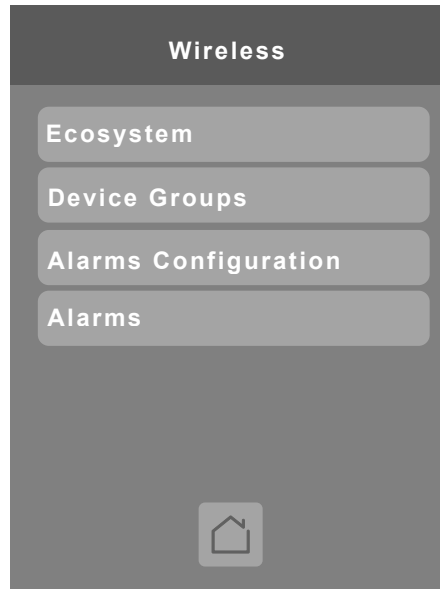 Wireless
Ecosystem
Device Groups
Alarms Configuration
Alarms